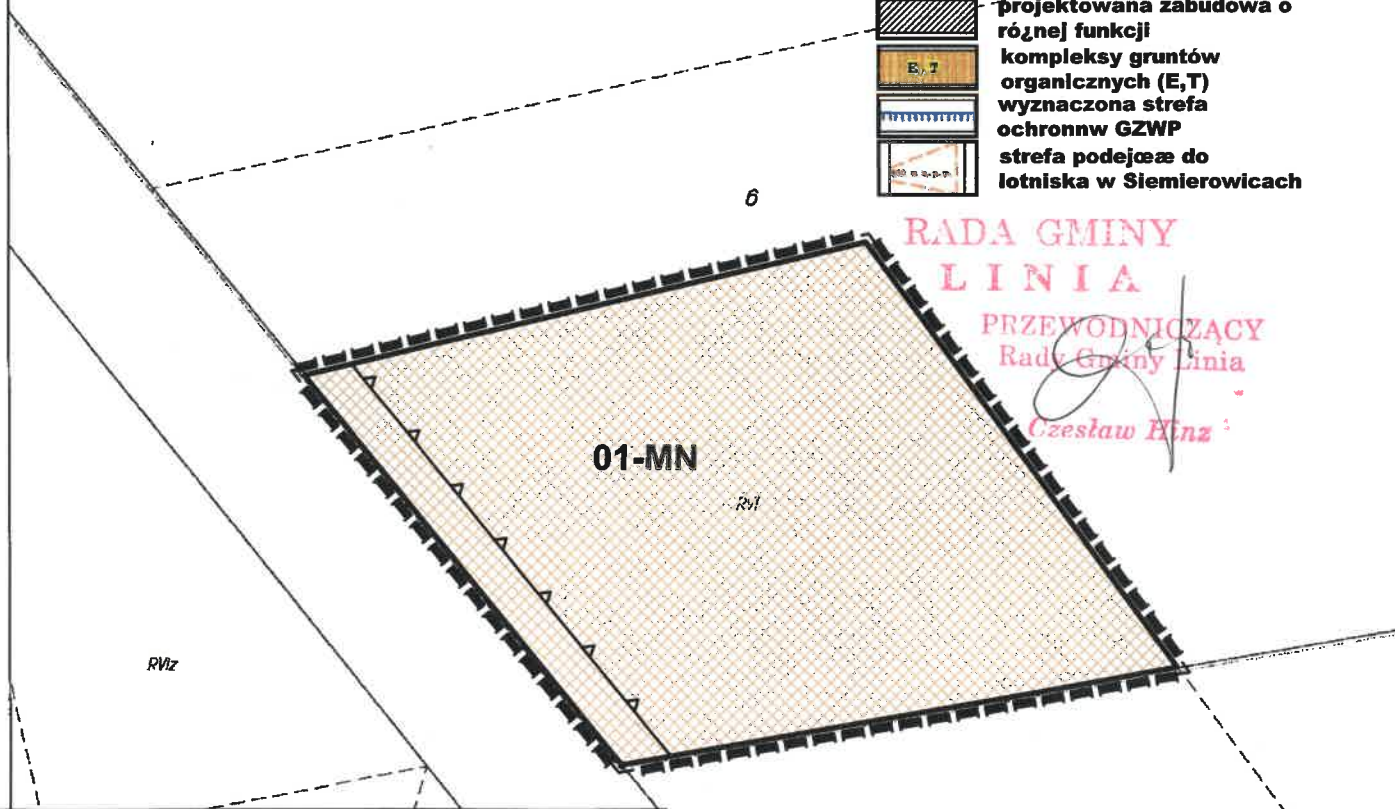 projektowana zabudowa o
ró¿nej funkcji
E,T
kompleksy gruntów
organicznych (E,T)
wyznaczona strefa
ochronnw GZWP
strefa podejœæ do
lotniska w Siemierowicach
6
RADA GMINY
LINIA
PRZEWODNICZĄCY
Rady Gminy Linia
Czesław Hinz
01-MN
RVI
RVIz